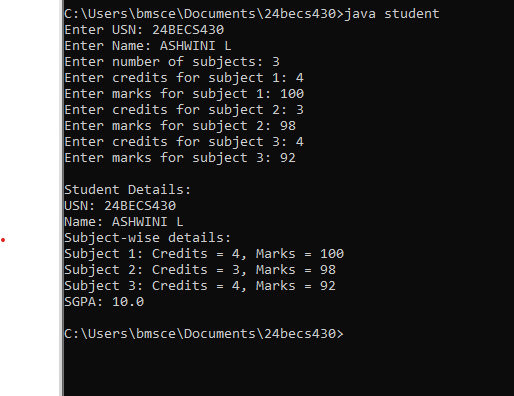 C:\Users\bmsce\Documents\24becs430>java student
Enter USN: 24BECS430
Enter Name: ASHWINI L
Enter number of subjects: 3
Enter credits for subject 1: 4
Enter marks for subject 1: 100
Enter credits for subject 2: 3
Enter marks for subject 2: 98
Enter credits for subject 3: 4
Enter marks for subject 3: 92
Student Details:
USN: 24BECS430
Name: ASHWINI L
Subject-wise details:
Subject 1: Credits = 4, Marks = 100
Subject 2: Credits = 3, Marks = 98
Subject 3: Credits = 4, Marks = 92
SGPA: 10.0
C:\Users\bmsce\Documents\24becs430>